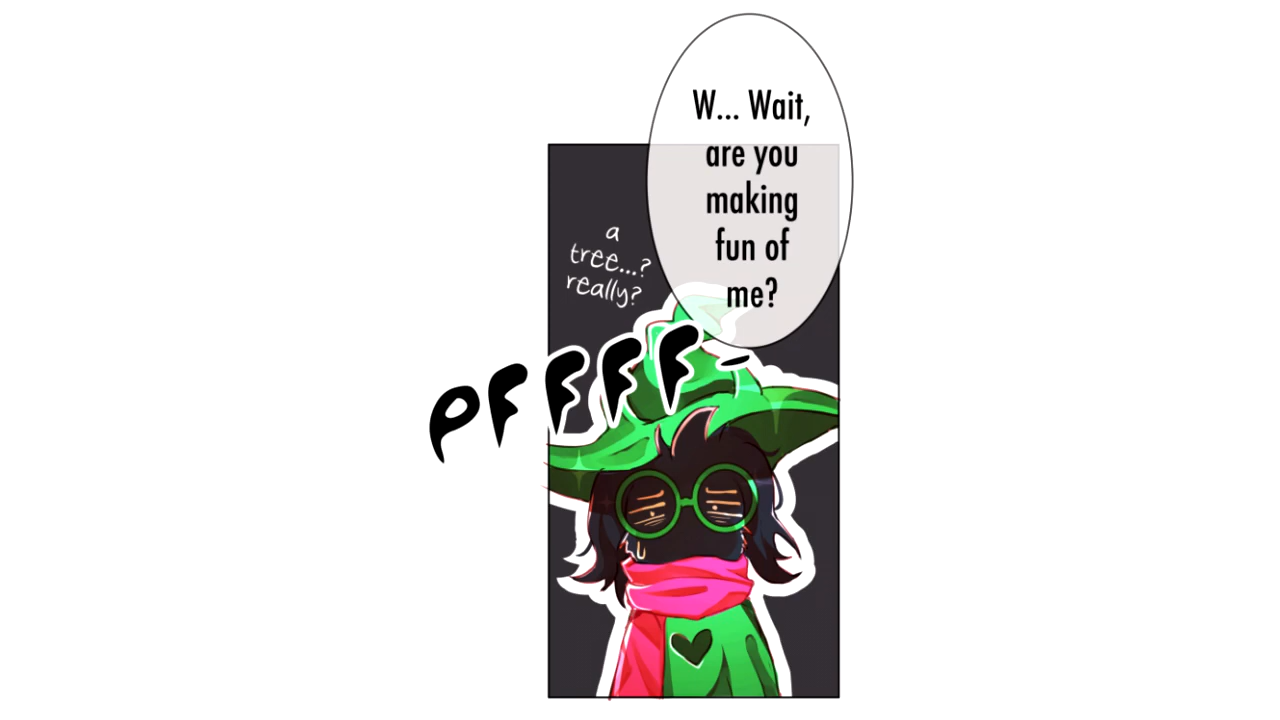 W... Wait,
are you
making
fun of
me?
a
tree...?
really?
PFFFF-